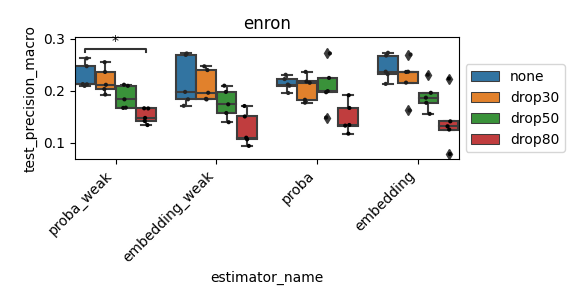 enron
*
0.3
0.2
0.1
test_precision_macro
none
drop30
drop50
drop80
proba_weak
embedding_weak
proba
embedding
estimator_name